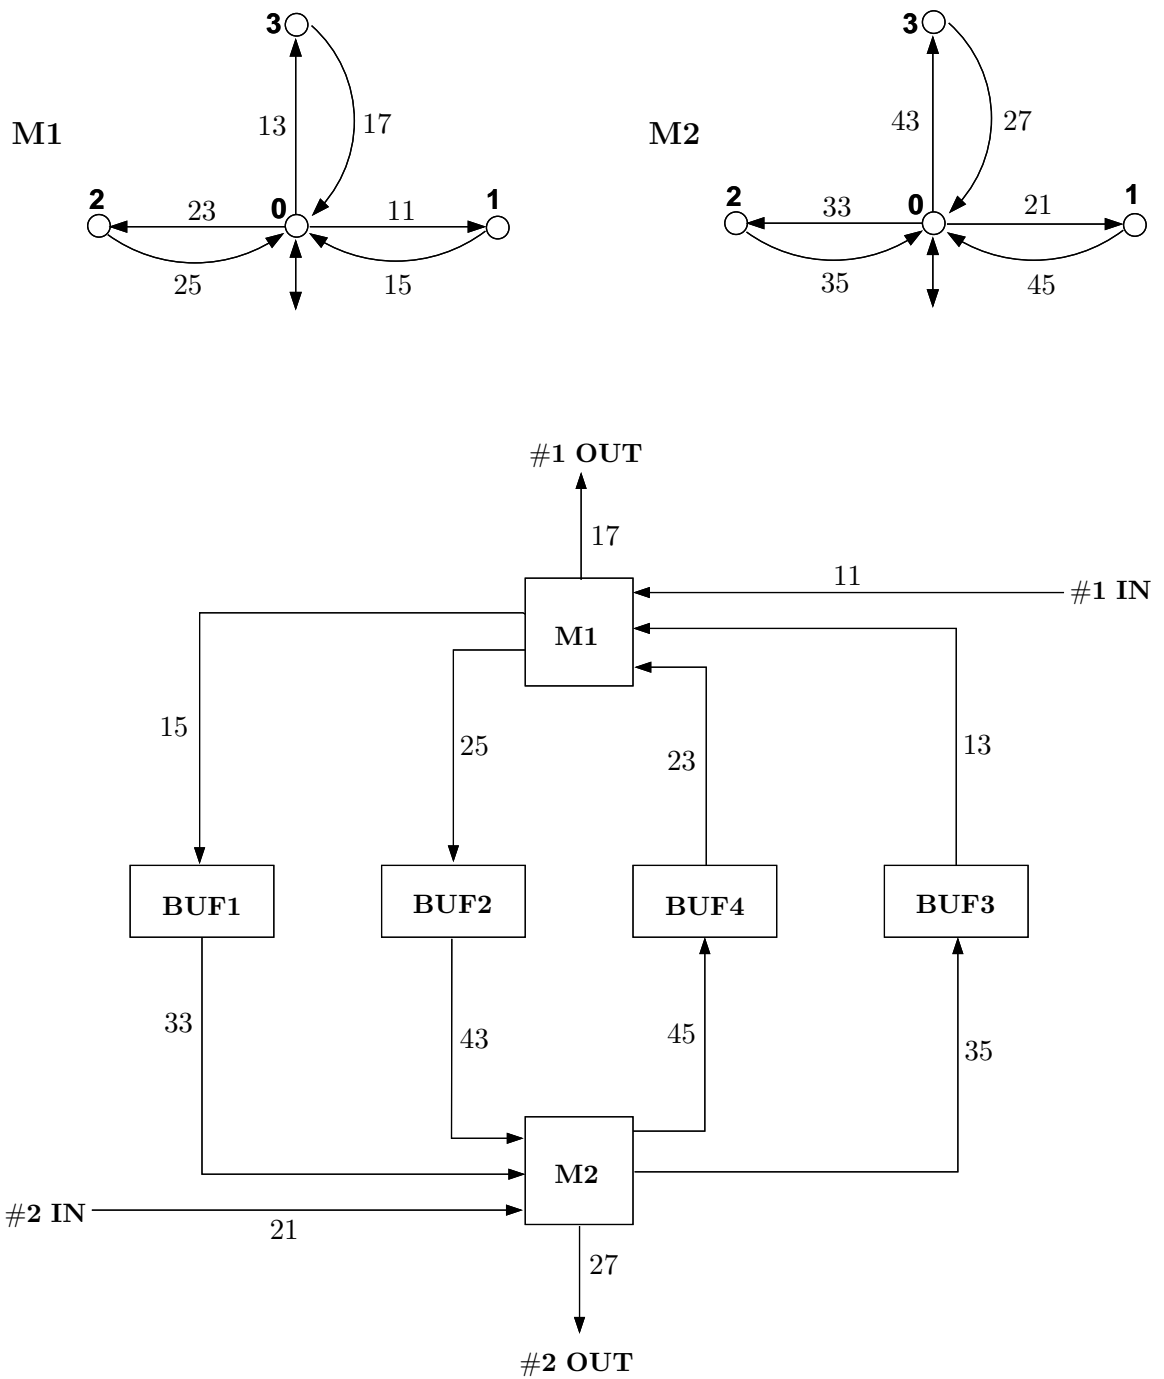 3 3
M1 13 17 M2 43 27
2 23 0 11 1 2 33 0 21 1
25 15 35 45
#1 OUT
17
11 #1 IN
M1
15 25 23 13
BUF1 BUF2 BUF4 BUF3
33 43 45 35
M2
#2 IN 21
27
#2 OUT